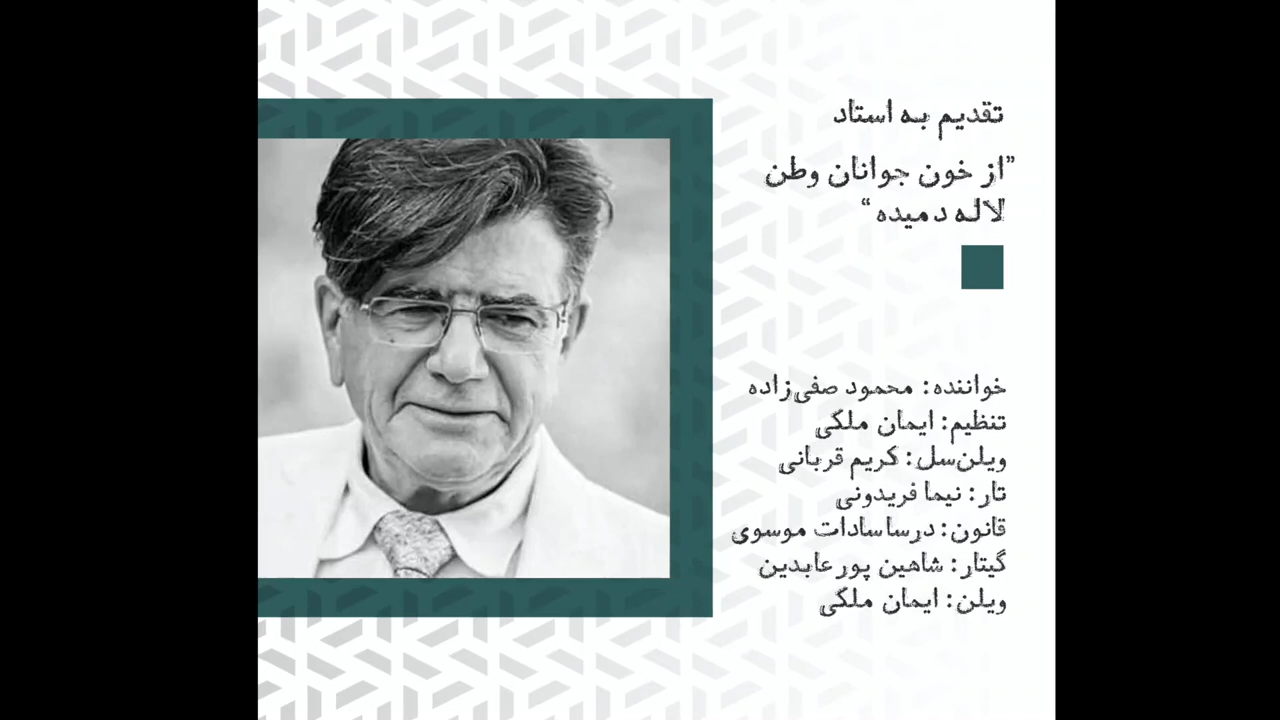 تقدیم به استاد
”از خون جوانان وطن
لاله دمیده“
خواننده: محمود صفی‌زاده
تنظیم: ایمان ملکی
ویلن‌سل: کریم قربانی
تار: نیما فریدونی
قانون: درساسادات موسوی
گیتار: شاهین پورعابدین
ویلن: ایمان ملکی